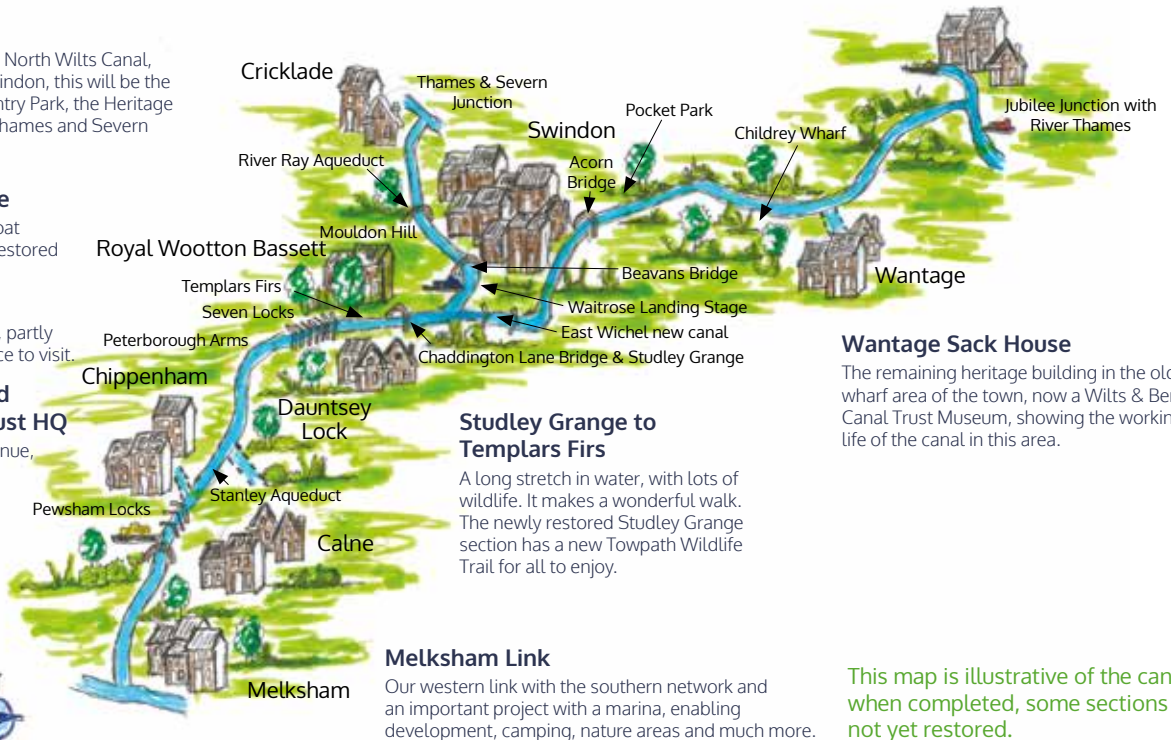 North Wilts Canal,
indon, this will be the
ntry Park, the Heritage
hames and Severn
e
oat
estored
partly
ce to visit.
d
ust HQ
nue,
Cricklade
Thames & Severn
Junction
River Ray Aqueduct
Mouldon Hill
Royal Wootton Bassett
Templars Firs
Seven Locks
Peterborough Arms
Chippenham
Dauntsey
Lock
Stanley Aqueduct
Pewsham Locks
Calne
Melksham
Swindon
Acorn
Bridge
Pocket Park
Childrey Wharf
Jubilee Junction with
River Thames
Wantage
Beavans Bridge
Waitrose Landing Stage
East Wichel new canal
Chaddington Lane Bridge & Studley Grange
Studley Grange to
Templars Firs
A long stretch in water, with lots of
wildlife. It makes a wonderful walk.
The newly restored Studley Grange
section has a new Towpath Wildlife
Trail for all to enjoy.
Wantage Sack House
The remaining heritage building in the old
wharf area of the town, now a Wilts & Ber
Canal Trust Museum, showing the workin
life of the canal in this area.
Melksham Link
Our western link with the southern network and
an important project with a marina, enabling
development, camping, nature areas and much more.
This map is illustrative of the can
when completed, some sections
not yet restored.